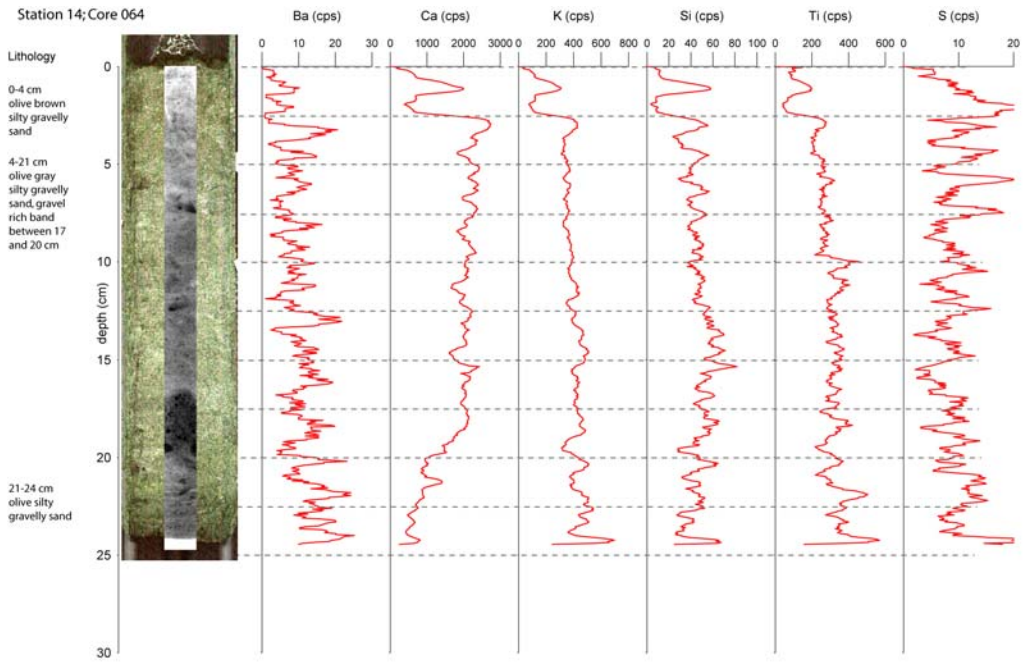 Station 14; Core 064
Ba (cps)
Ca (cps)
K (cps)
Si (cps)
Ti (cps)
S (cps)
0 10 20 30
0 1000 2000 3000
0 200 400 600 800
0 20 40 60 80 100
0 200 400 600
0 10 20
Lithology
0-4 cm
olive brown
silty gravelly
sand
4-21 cm
olive gray
silty gravelly
sand, gravel
rich band
between 17
and 20 cm
21-24 cm
olive silty
gravelly sand
depth (cm)
0
5
10
15
20
25
30